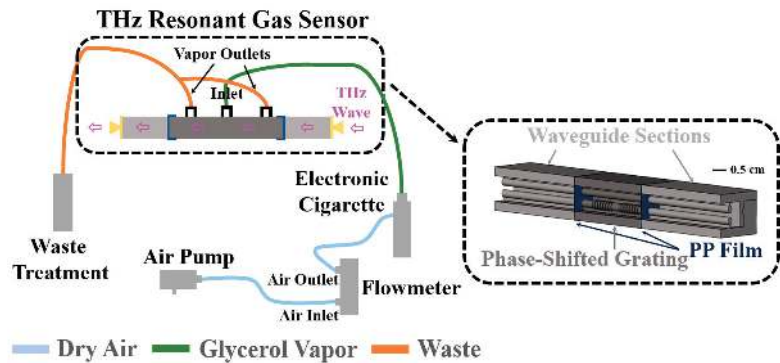 THz Resonant Gas Sensor
Vapor Outlets
Inlet
THz
Wave
Waveguide Sections
0.5 cm
Electronic
Cigarette
Waste
Treatment
Air Pump
Air Outlet
Flowmeter
Air Inlet
Phase-Shifted Grating
PP Film
Dry Air
Glycerol Vapor
Waste